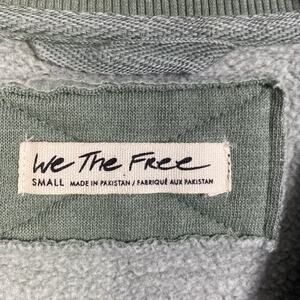 We The Free
SMALL MADE IN PAKISTAN / FABRIQUÉ AUX PAKISTAN